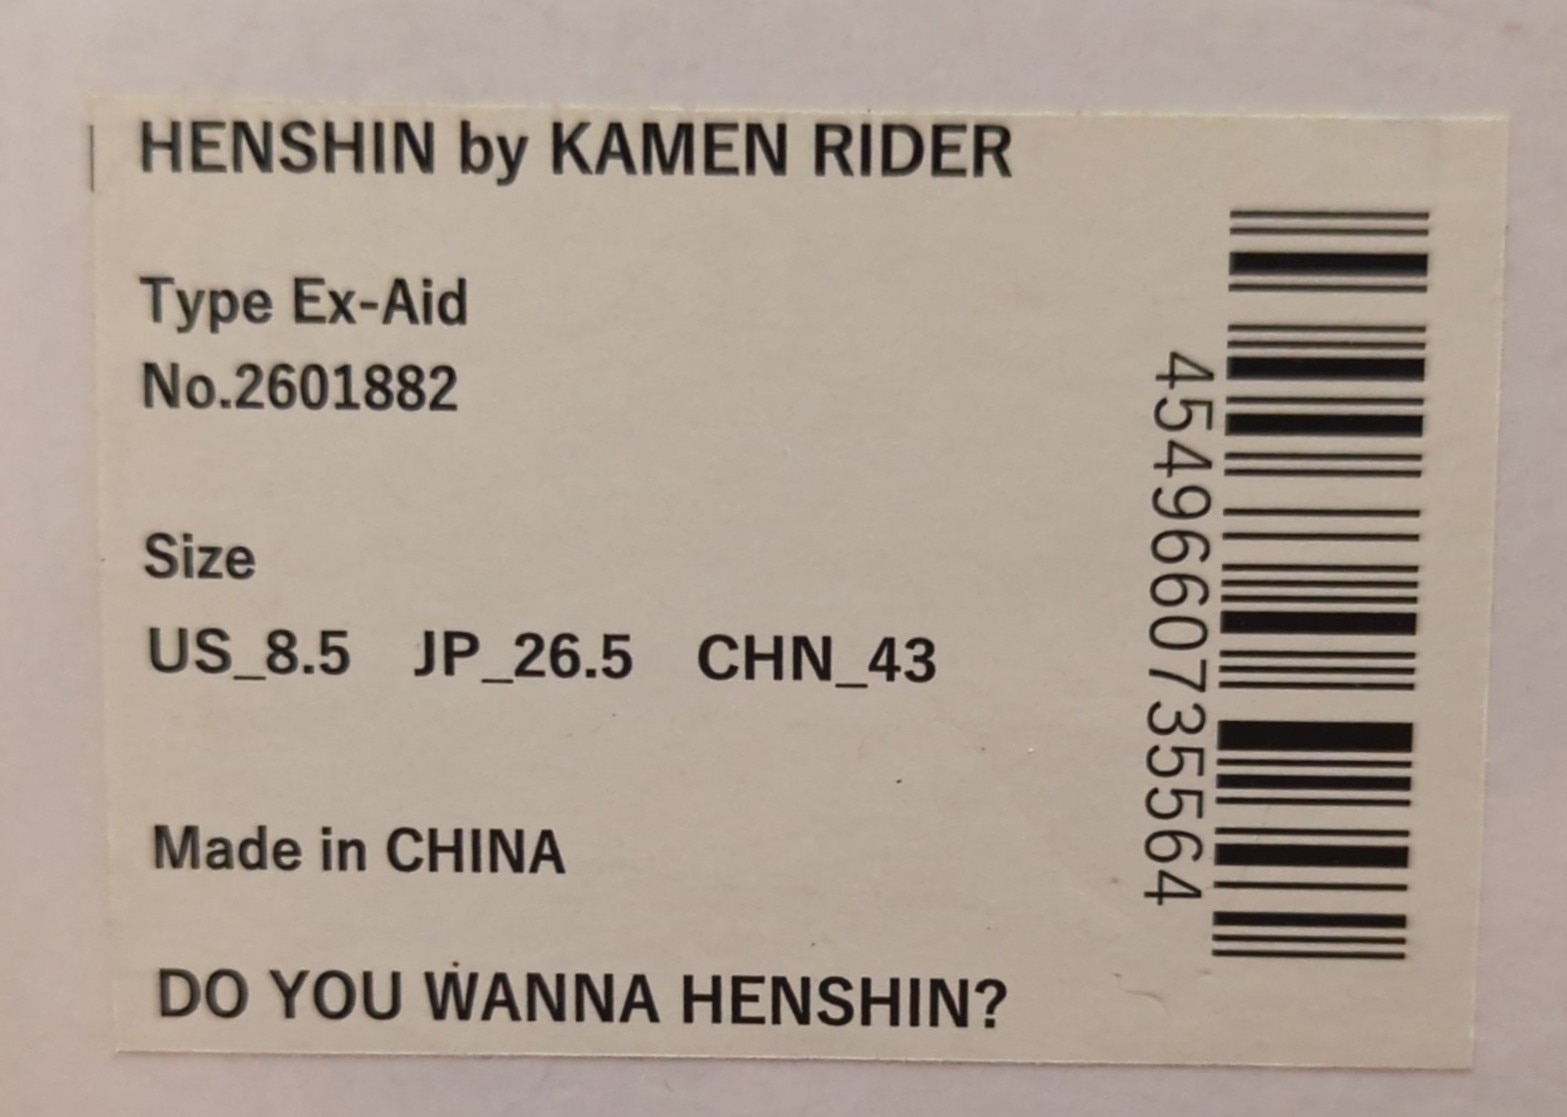 HENSHIN by KAMEN RIDER
Type Ex-Aid
No.2601882
Size
US_8.5 JP_26.5 CHN_43
Made in CHINA
DO YOU WANNA HENSHIN?
4549660735564